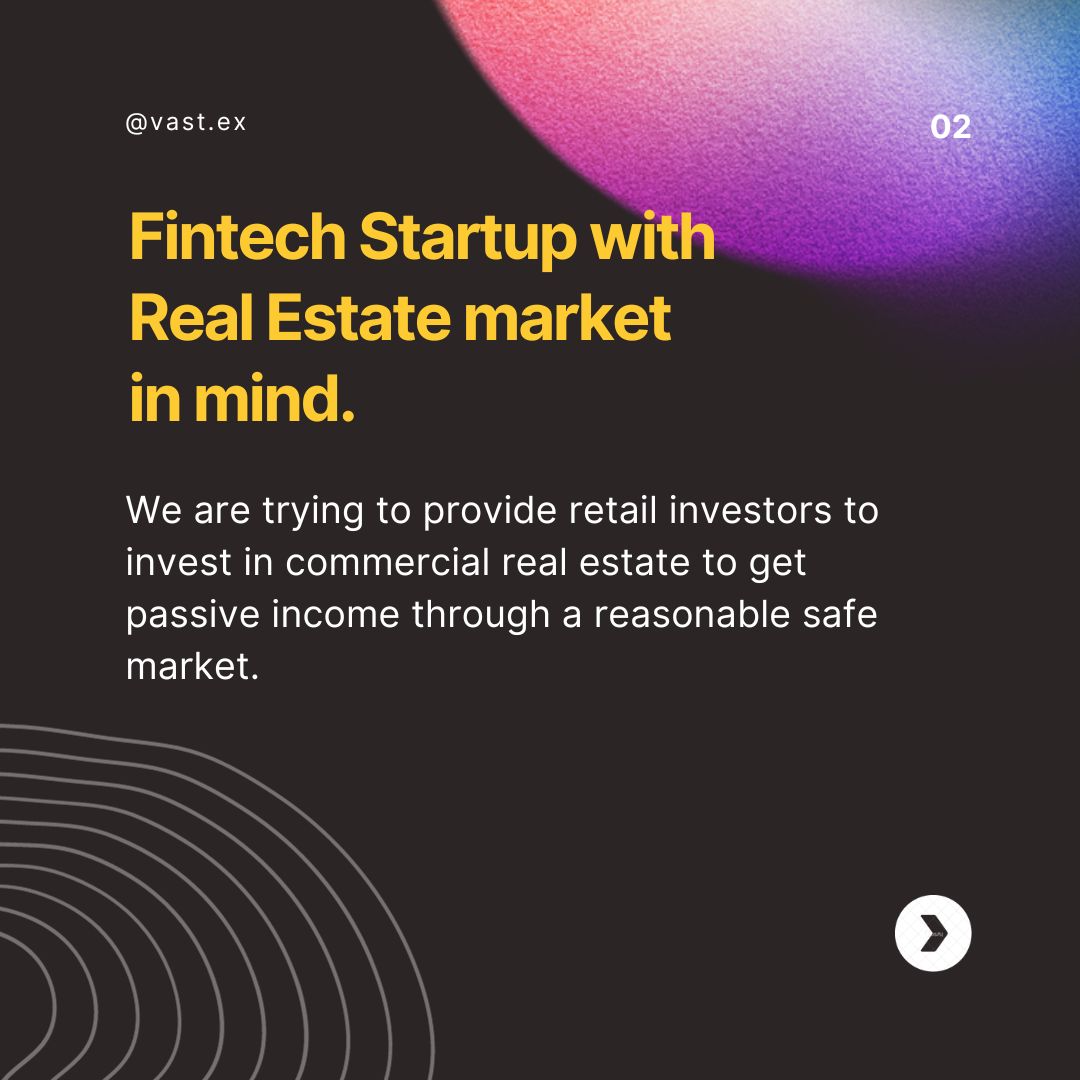 @vast.ex
02
Fintech Startup with
Real Estate market
in mind.
We are trying to provide retail investors to
invest in commercial real estate to get
passive income through a reasonable safe
market.